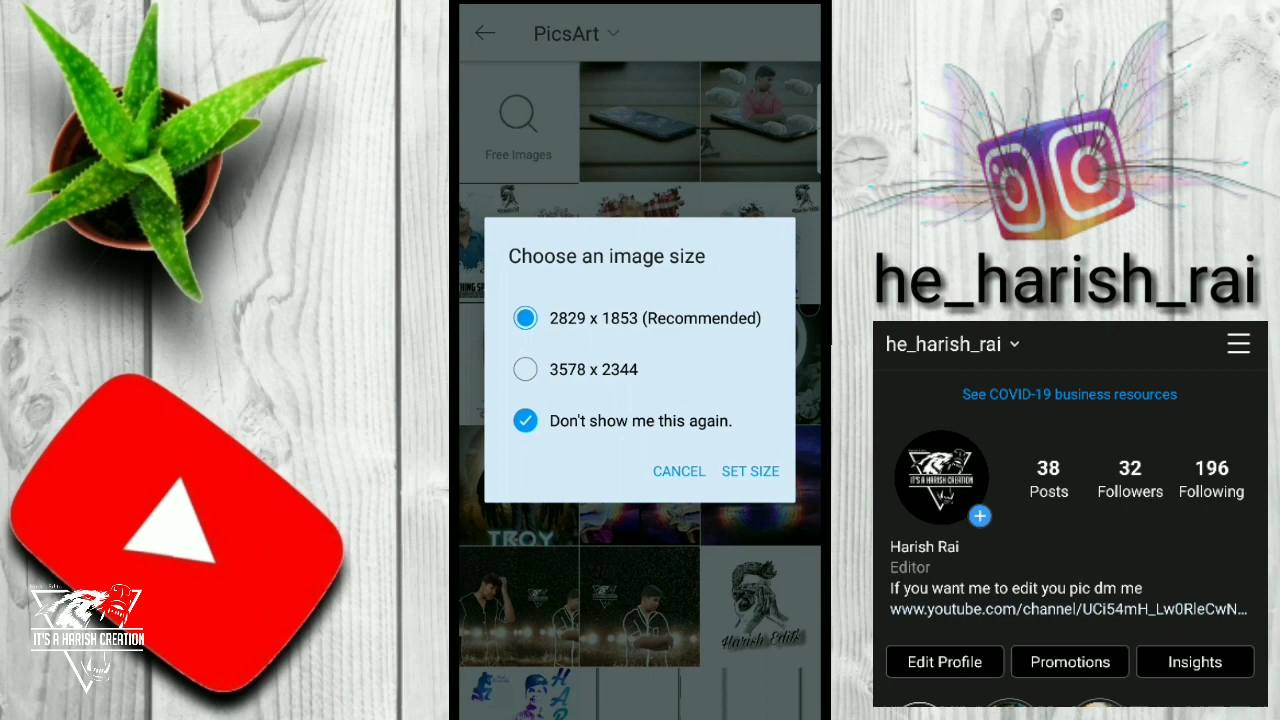 PicsArt
Free Images
Choose an image size
2829 x 1853 (Recommended)
3578 x 2344
Don't show me this again.
CANCEL
SET SIZE
TROY
Harish Edits
IT'S A HARISH CREATION
he_harish_rai
he_harish_rai
See COVID-19 business resources
IT'S A HARISH CREATION
38
32
196
Posts
Followers
Following
Harish Rai
Editor
If you want me to edit you pic dm me
www.youtube.com/channel/UCi54mH_Lw0RleCwN...
Edit Profile
Promotions
Insights